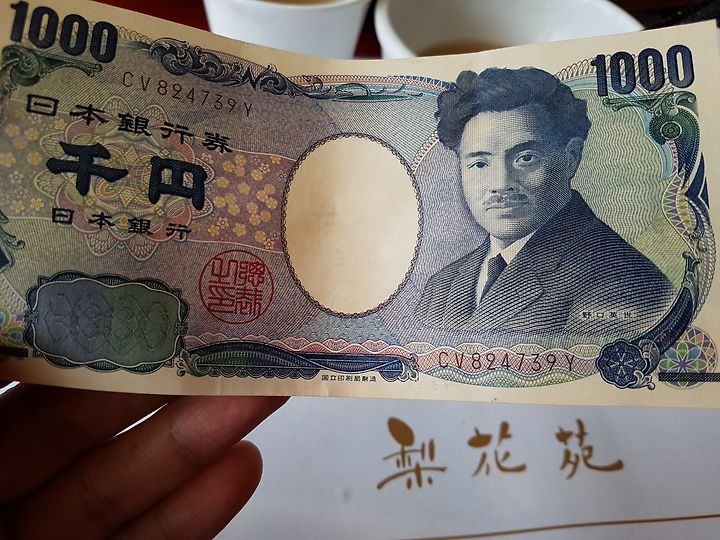 1000
1000
CV824739Y
日本銀行券
千円
日本銀行
野口英世
CV824739Y
国立印刷局製造
梨花苑